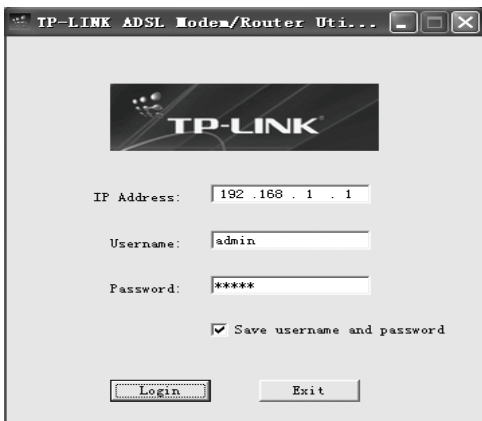 TP-LINK ADSL Modem/Router Uti...
TP-LINK
IP Address: 192 .168 . 1 . 1
Username: admin
Password: *****
Save username and password
Login Exit